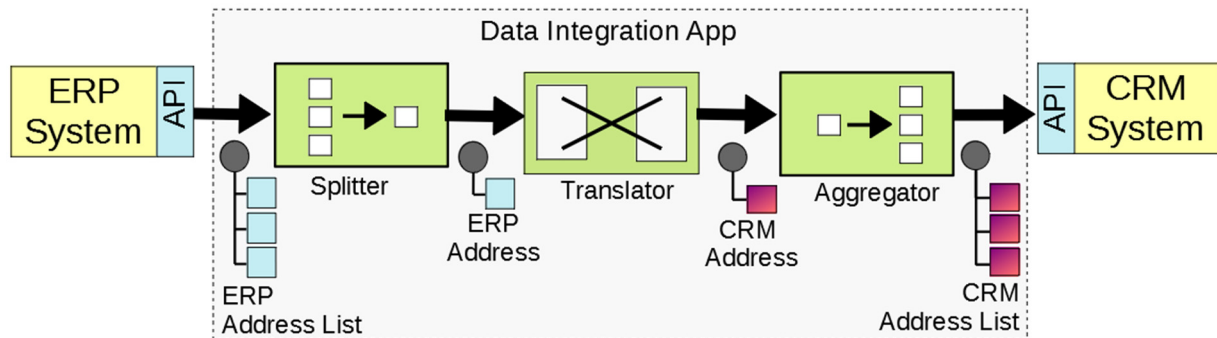 Data Integration App
ERP
System
API
Splitter
Translator
Aggregator
API
CRM
System
ERP
Address List
ERP
Address
CRM
Address
CRM
Address List